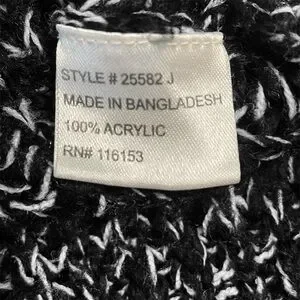 STYLE # 25582 J
MADE IN BANGLADESH
100% ACRYLIC
RN# 116153